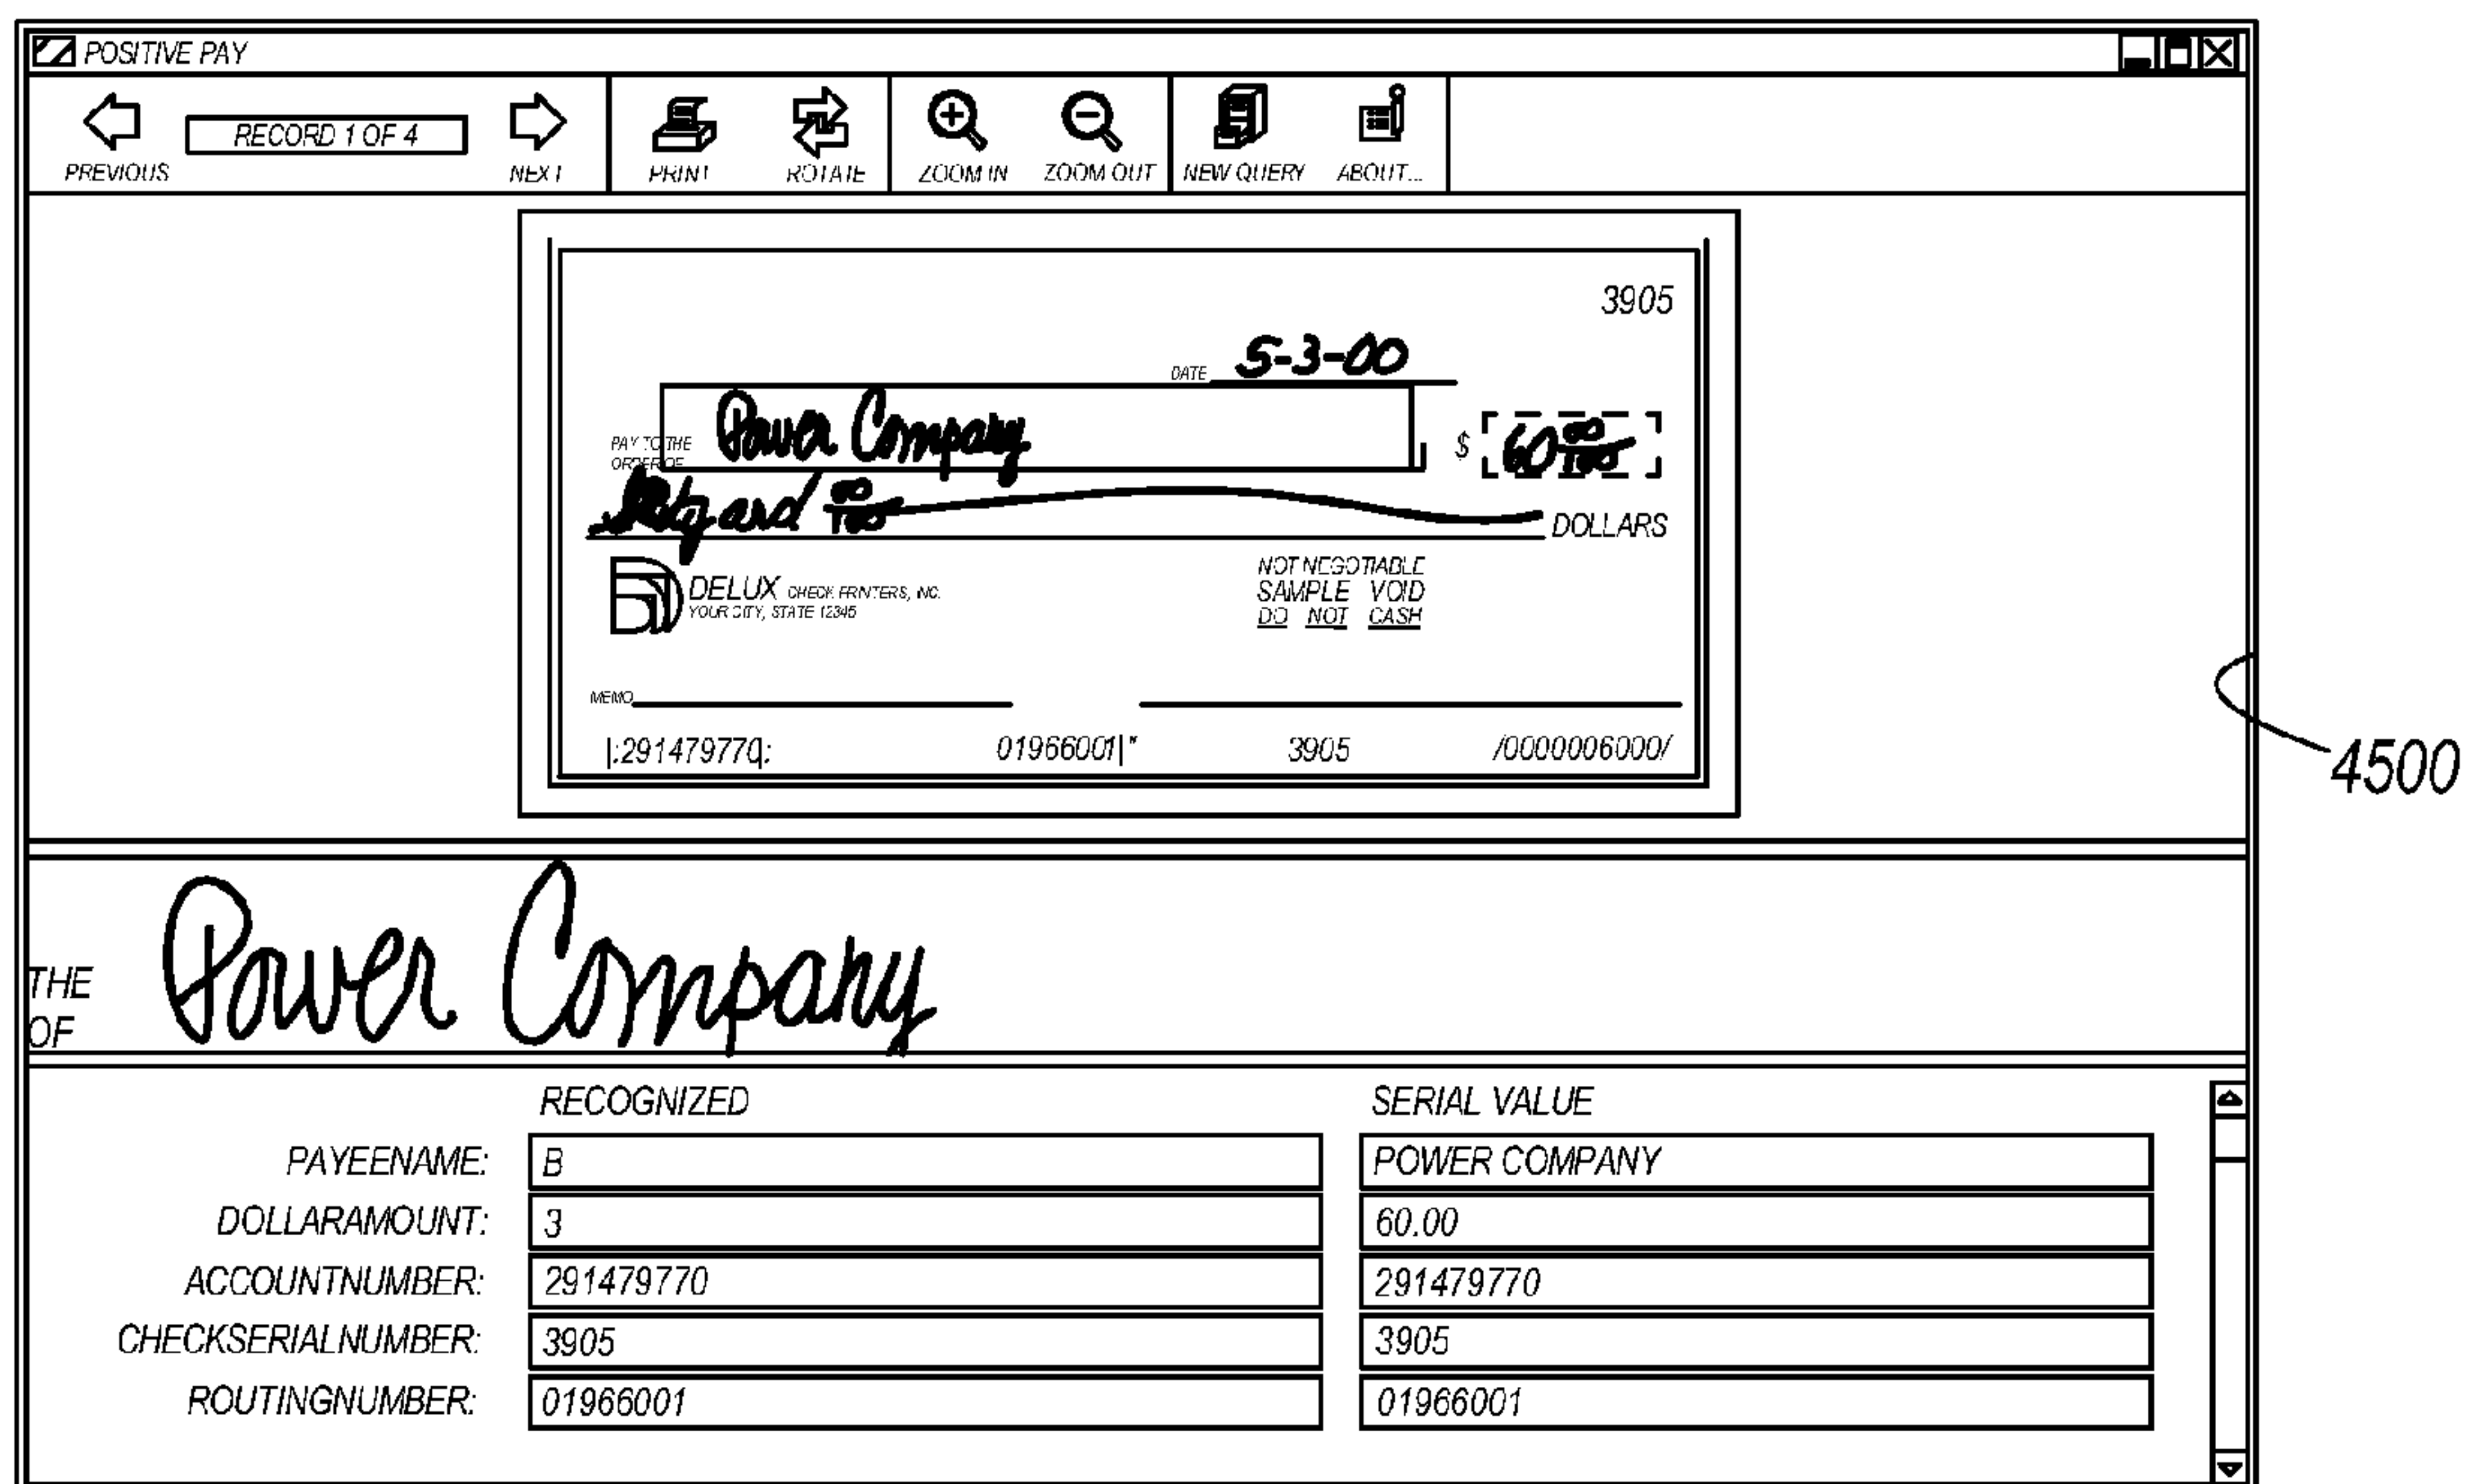 POSITIVE PAY
RECORD 1 OF 4
PREVIOUS NEXT PRINT ROTATE ZOOM IN ZOOM OUT NEW QUERY ABOUT...
3905
DATE 5-3-00
PAY TO THE
ORDER OF Power Company $ 60 00/100
and 00/100 DOLLARS
DELUX CHECK PRINTERS, INC.
YOUR CITY, STATE 12345
NOT NEGOTIABLE
SAMPLE VOID
DO NOT CASH
MEMO
|:291479770|: 01966001|" 3905 /0000006000/
4500
THE
OF Power Company
RECOGNIZED SERIAL VALUE
PAYEENAME: B POWER COMPANY
DOLLARAMOUNT: 3 60.00
ACCOUNTNUMBER: 291479770 291479770
CHECKSERIALNUMBER: 3905 3905
ROUTINGNUMBER: 01966001 01966001